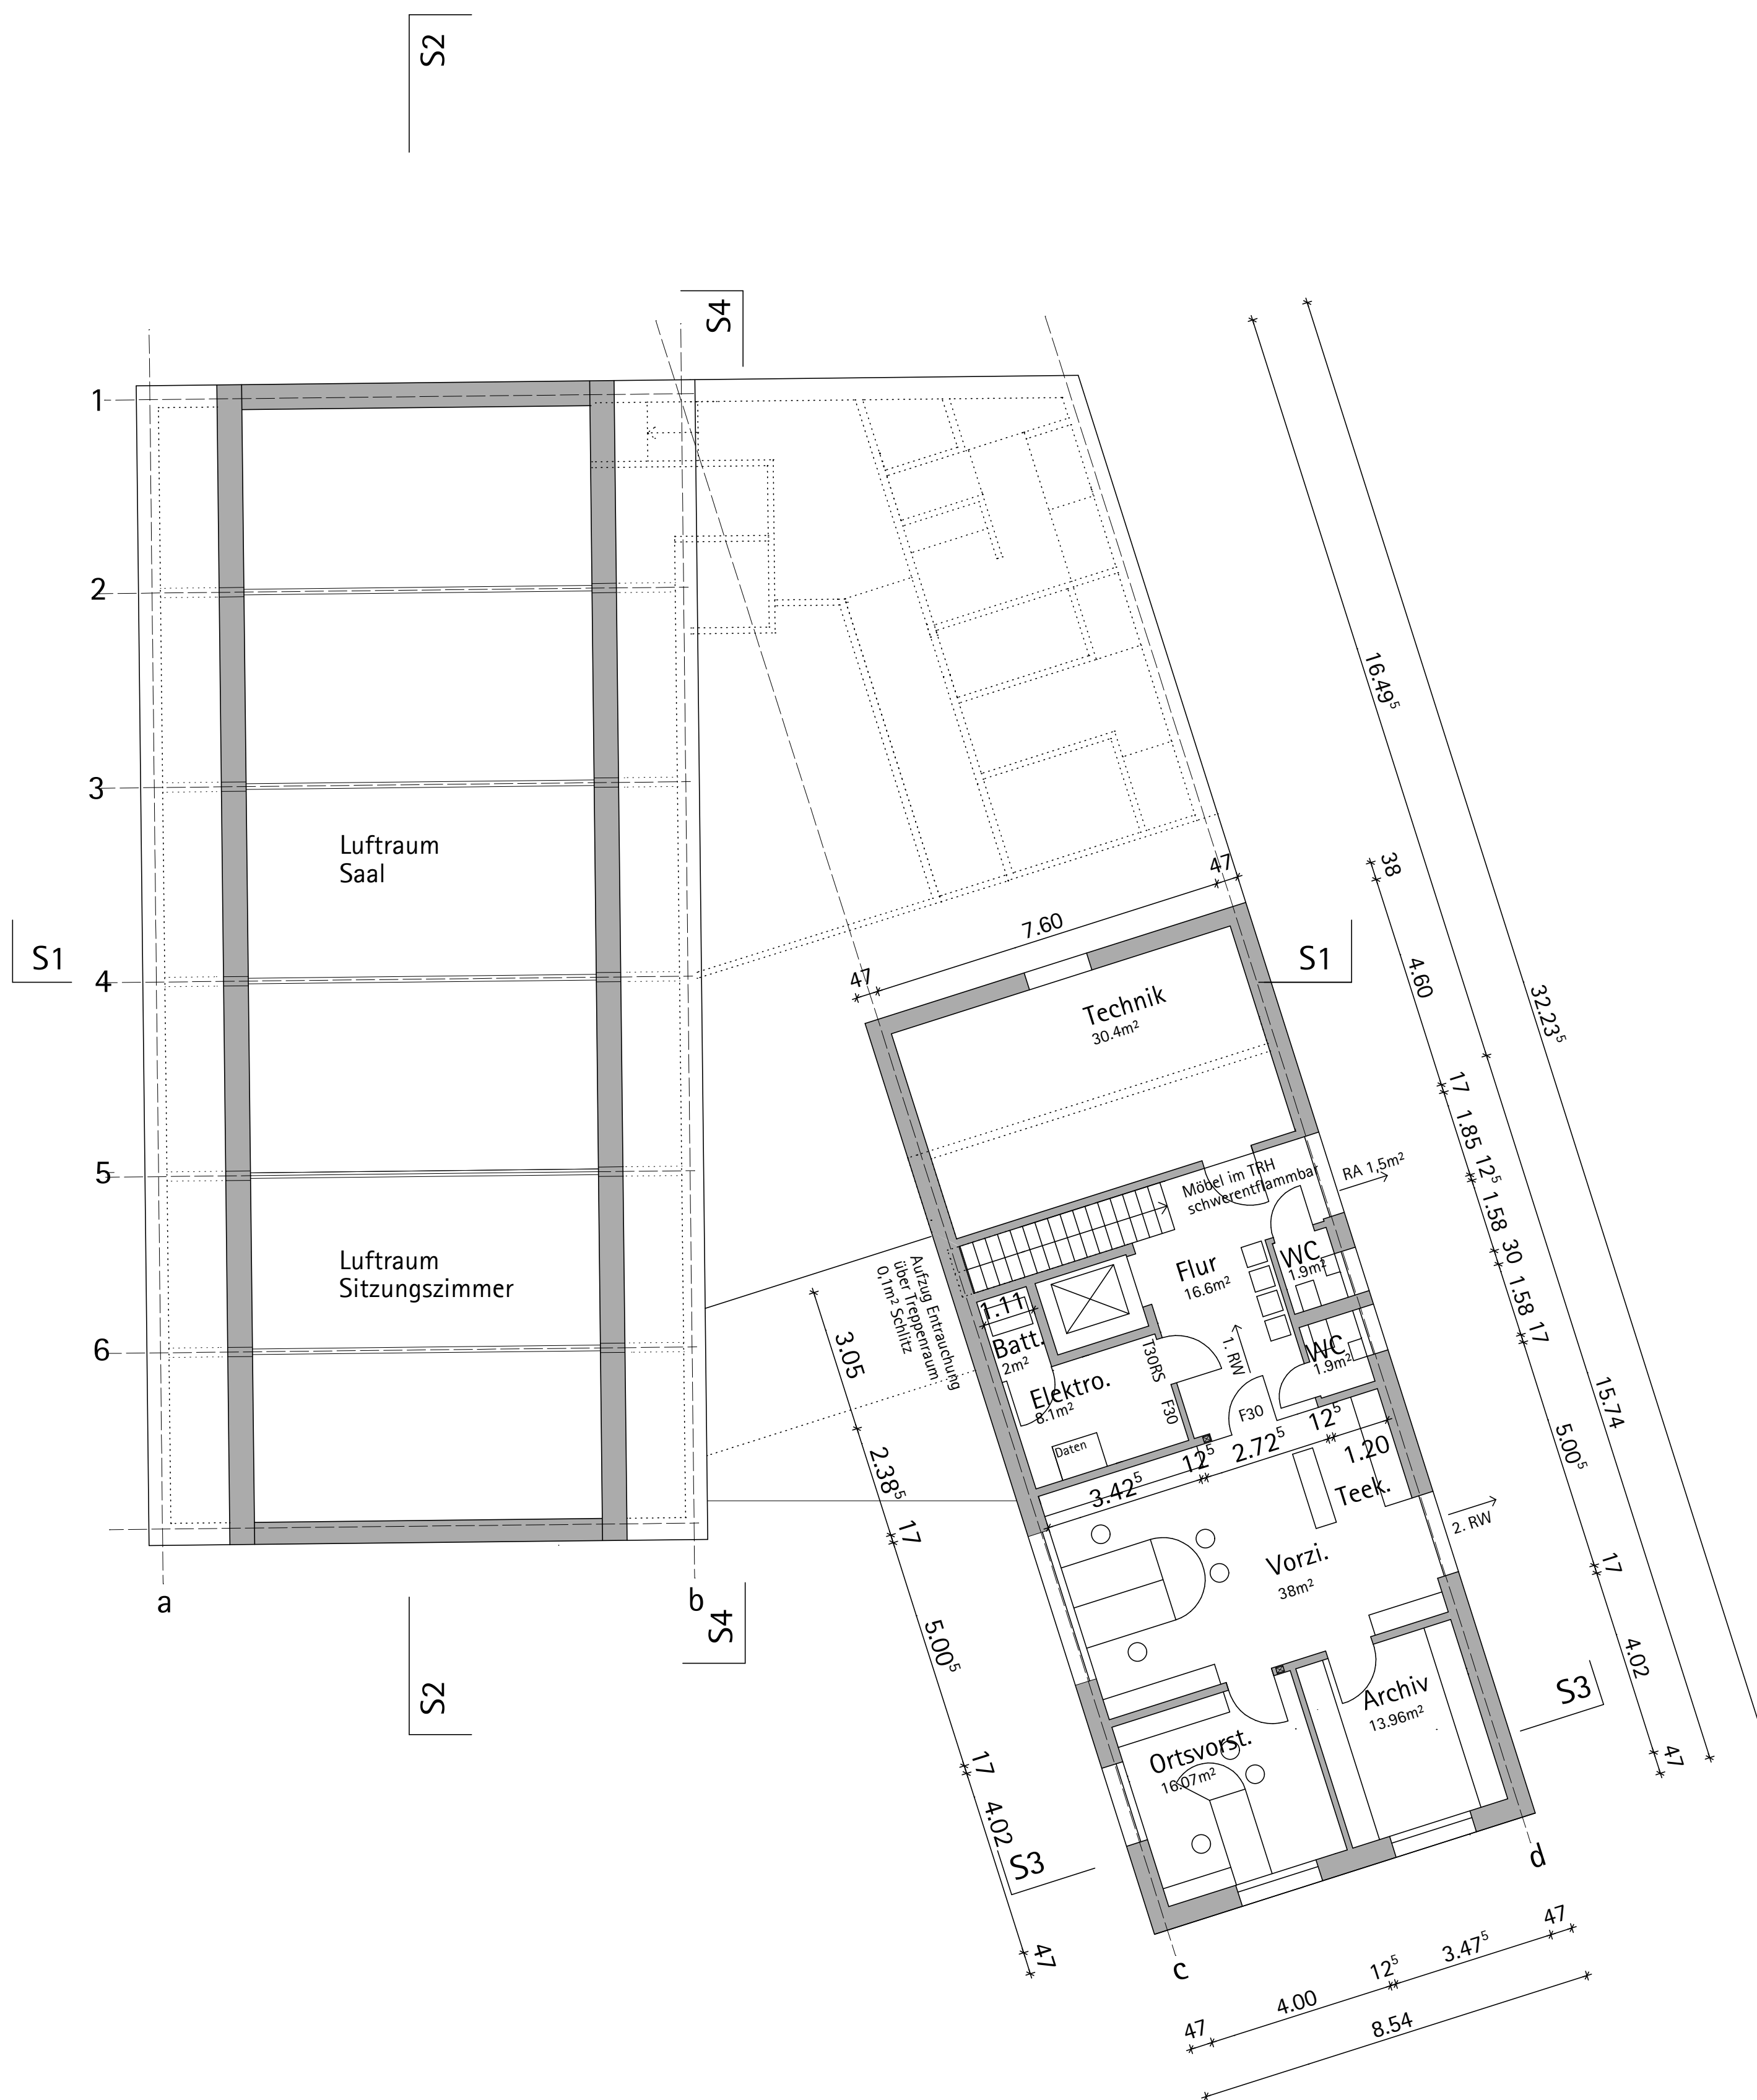 S2
S4
1
2
3
4
5
6
Luftraum
Saal
Luftraum
Sitzungszimmer
S1
S1
a
b
S4
S2
47
7.60
47
Technik
30.4m²
Möbel im TRH
schwerentflammbar
RA 1,5m²
Flur
16.6m²
WC
1.9m²
WC
1.9m²
1.11
Batt.
2m²
Elektro.
8.1m²
Daten
T30RS
F30
1. RW
F30
Aufzug Entrauchung
über Treppenraum
0,1m² Schlitz
3.42⁵
12⁵
2.72⁵
12⁵
1.20
Teek.
Vorzi.
38m²
2. RW
Archiv
13.96m²
Ortsvorst.
16.07m²
S3
S3
c
d
3.05
2.38⁵
17
5.00⁵
17
4.02
47
16.49⁵
32.23⁵
15.74
38
4.60
17
1.85
12⁵
1.58
30
1.58
17
5.00⁵
17
4.02
47
47
4.00
12⁵
3.47⁵
47
8.54